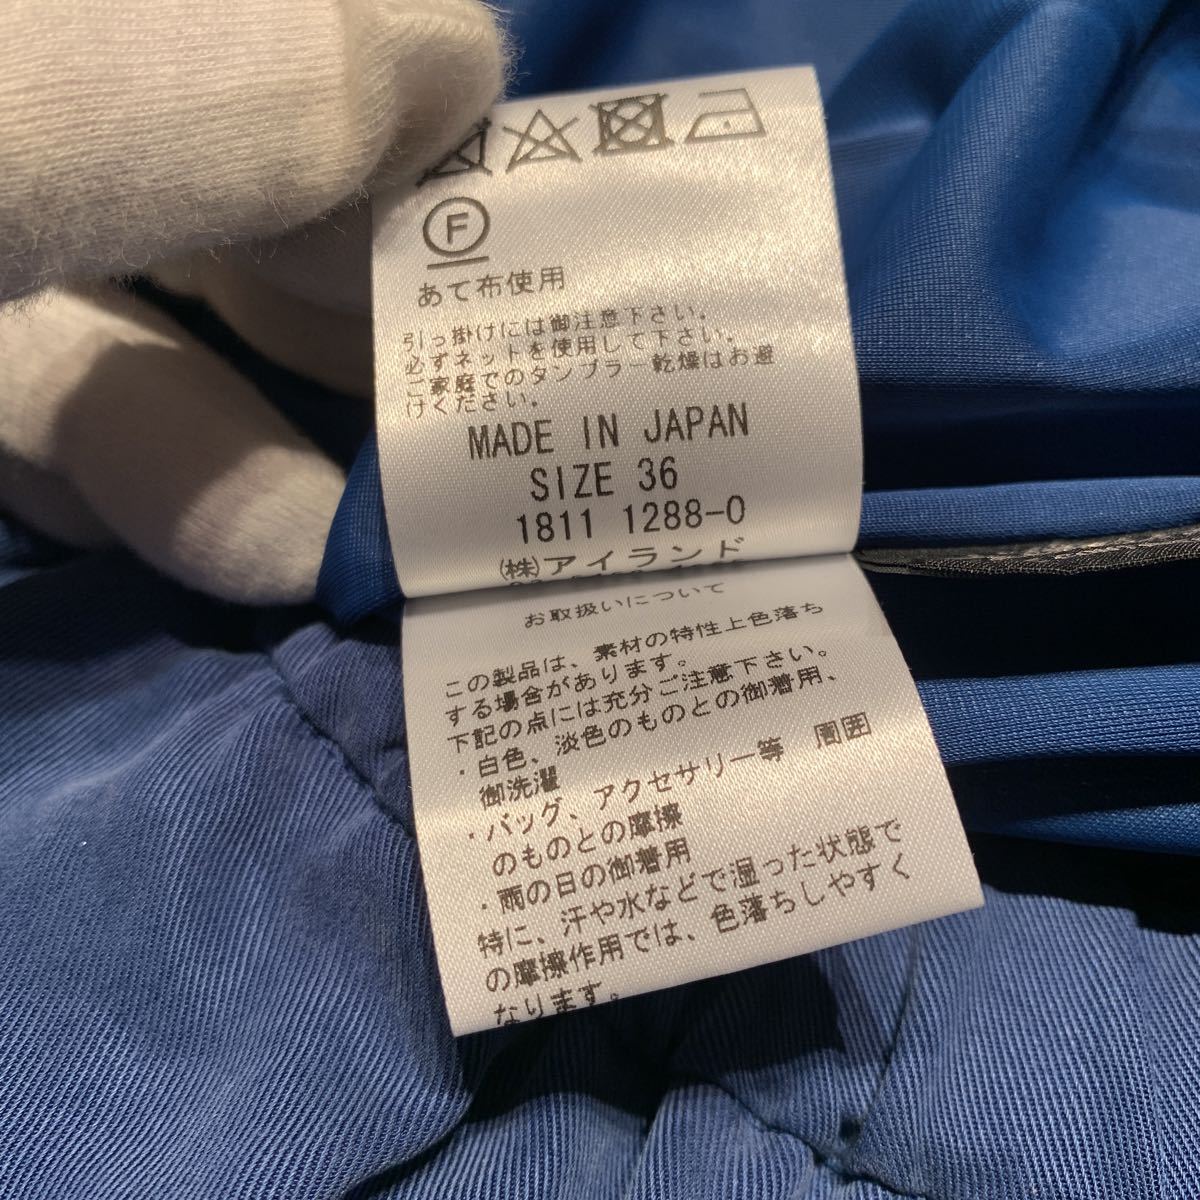 F
あて布使用
引っ掛けには御注意下さい。
必ずネットを使用して下さい。
ご家庭でのタンブラー乾燥はお避
けください。
MADE IN JAPAN
SIZE 36
1811 1288-0
(株)アイランド
お取扱いについて
この製品は、素材の特性上色落ち
する場合があります。
下記の点には充分ご注意下さい。
・白色、淡色のものとの御着用、
御洗濯
・バッグ、アクセサリー等 周囲
のものとの摩擦
・雨の日の御着用
特に、汗や水などで湿った状態で
の摩擦作用では、色落ちしやすく
なります。